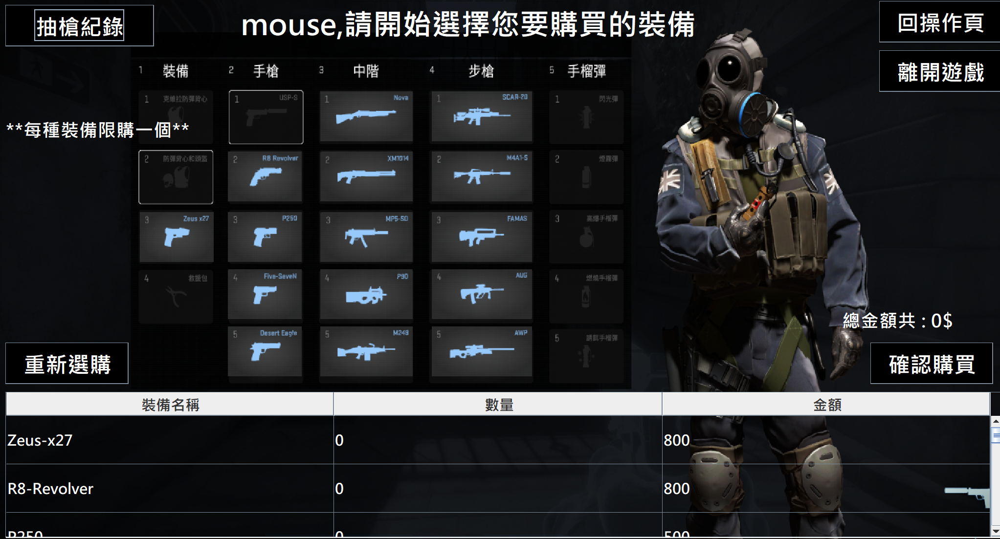 抽槍紀錄
mouse,請開始選擇您要購買的裝備
回操作頁
離開遊戲
1 裝備
2 手槍
3 中階
4 步槍
5 手榴彈
1 克維拉防彈背心
1 USP-S
1 Nova
1 SCAR-20
1 閃光彈
**每種裝備限購一個**
2 防彈背心和頭盔
2 R8 Revolver
2 XM1014
2 M4A1-S
2 煙霧彈
3 Zeus x27
3 P250
3 MP5-SD
3 FAMAS
3 高爆手榴彈
4 救援包
4 Five-SeveN
4 P90
4 AUG
4 燃燒手榴彈
5 Desert Eagle
5 M249
5 AWP
5 誘餌手榴彈
總金額共 : 0$
重新選購
確認購買
裝備名稱 數量 金額
Zeus-x27 0 800
R8-Revolver 0 800
P250 0 500